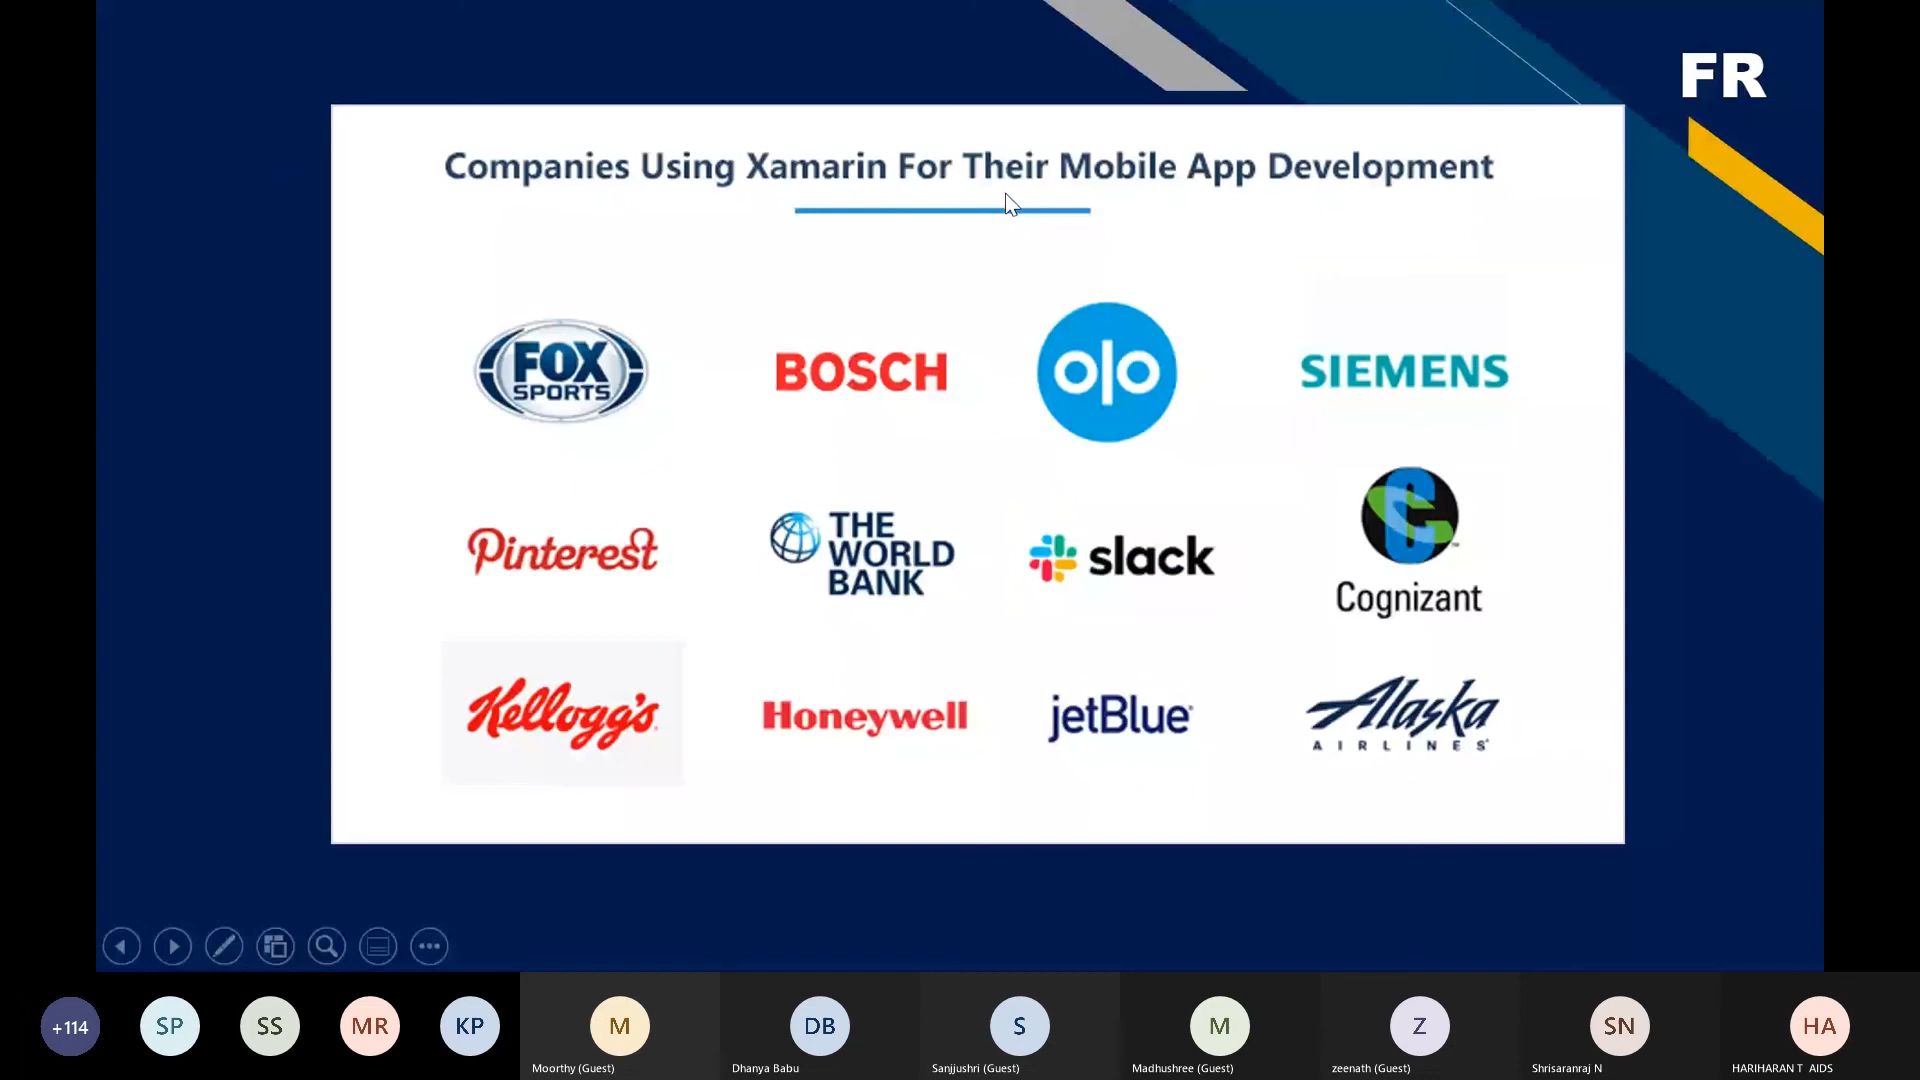 FR
Companies Using Xamarin For Their Mobile App Development
FOX
SPORTS
BOSCH
olo
SIEMENS
Pinterest
THE
WORLD
BANK
slack
Cognizant
Kellogg's
Honeywell
jetBlue
Alaska
AIRLINES
+114
SP
SS
MR
KP
M
DB
S
M
Z
SN
HA
Moorthy (Guest)
Dhanya Babu
Sanjjushri (Guest)
Madhushree (Guest)
zeenath (Guest)
Shrisaranraj N
HARIHARAN T AIDS